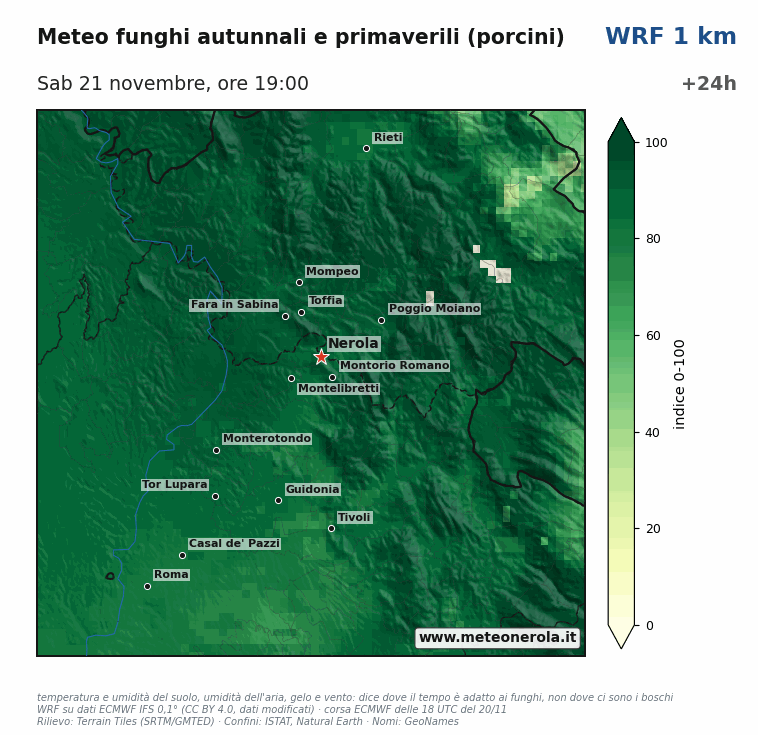 Meteo funghi autunnali e primaverili (porcini)
WRF 1 km
Sab 21 novembre, ore 19:00
+24h
Rieti
Mompeo
Toffia
Fara in Sabina
Poggio Moiano
Nerola
Montorio Romano
Montelibretti
Monterotondo
Tor Lupara
Guidonia
Tivoli
Casal de' Pazzi
Roma
www.meteonerola.it
100
80
60
40
20
0
indice 0-100
temperatura e umidità del suolo, umidità dell'aria, gelo e vento: dice dove il tempo è adatto ai funghi, non dove ci sono i boschi
WRF su dati ECMWF IFS 0,1° (CC BY 4.0, dati modificati) · corsa ECMWF delle 18 UTC del 20/11
Rilievo: Terrain Tiles (SRTM/GMTED) · Confini: ISTAT, Natural Earth · Nomi: GeoNames